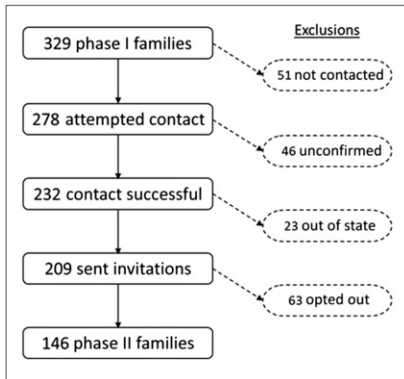 Exclusions
329 phase I families
51 not contacted
278 attempted contact
46 unconfirmed
232 contact successful
23 out of state
209 sent invitations
63 opted out
146 phase II families